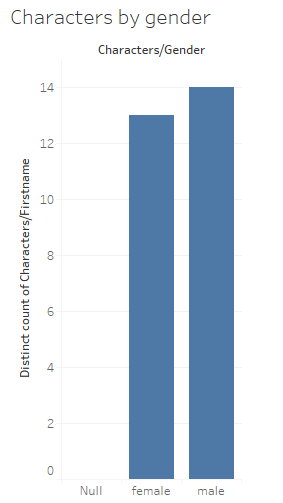 Characters by gender
Characters/Gender
Distinct count of Characters/Firstname
14
12
10
8
6
4
2
0
Null female male